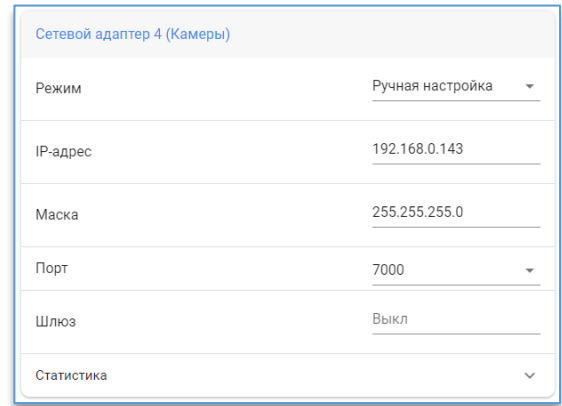 Сетевой адаптер 4 (Камеры)
Режим Ручная настройка
IP-адрес 192.168.0.143
Маска 255.255.255.0
Порт 7000
Шлюз Выкл
Статистика